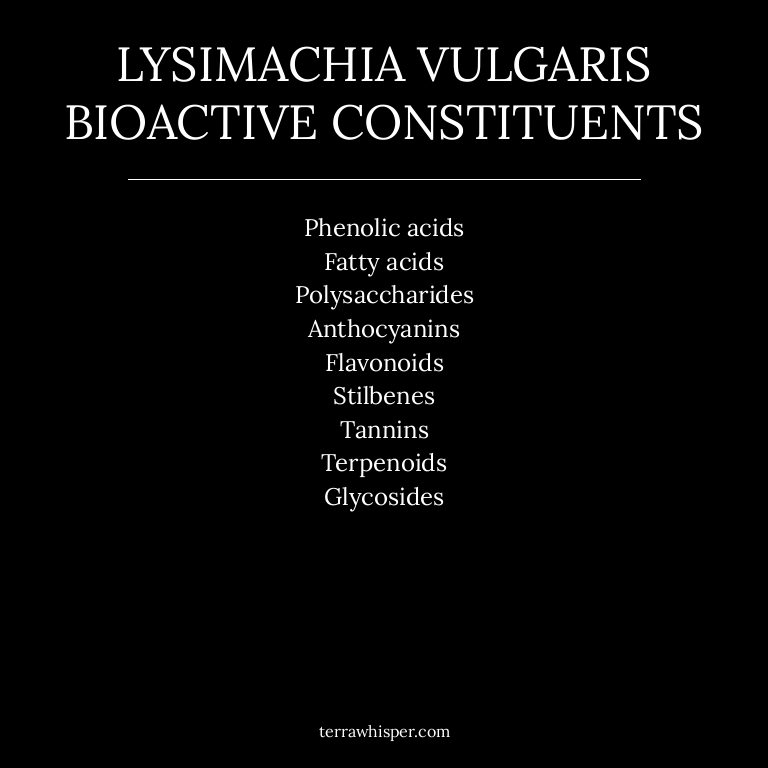 LYSIMACHIA VULGARIS
BIOACTIVE CONSTITUENTS
Phenolic acids
Fatty acids
Polysaccharides
Anthocyanins
Flavonoids
Stilbenes
Tannins
Terpenoids
Glycosides
terrawhisper.com